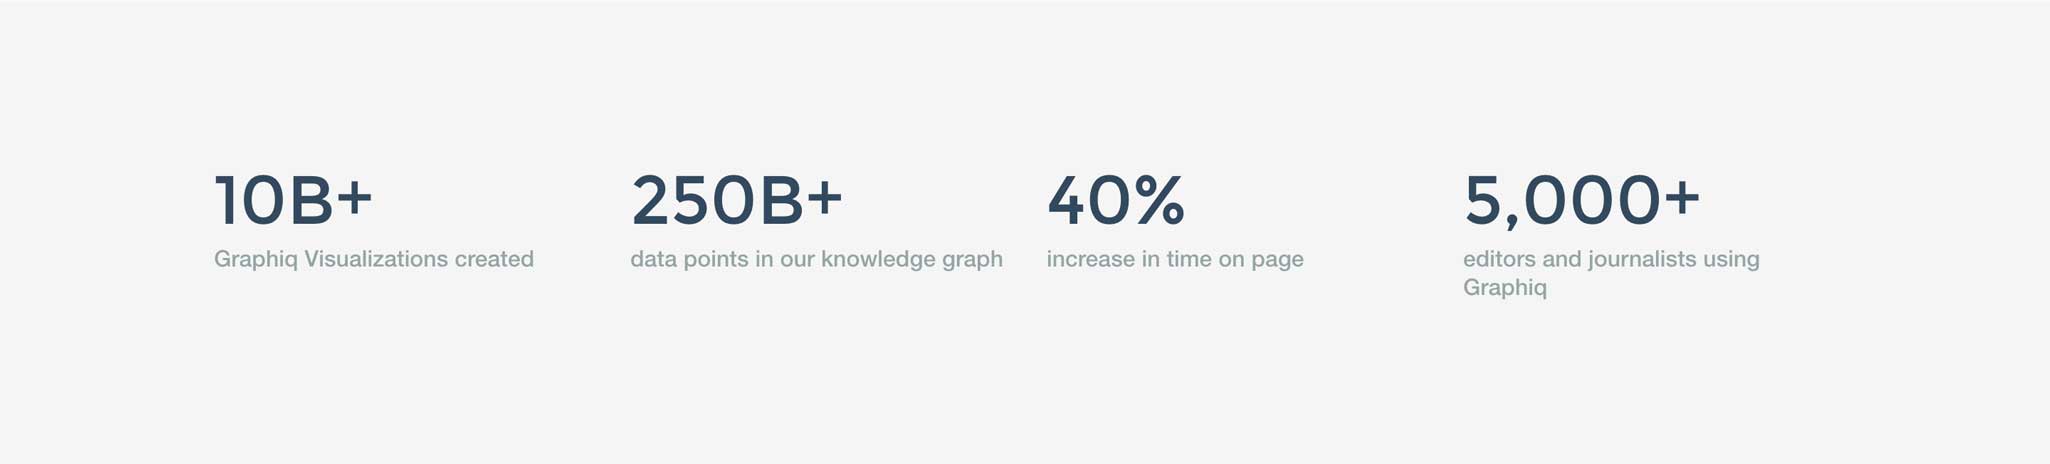 10B+
Graphiq Visualizations created
250B+
data points in our knowledge graph
40%
increase in time on page
5,000+
editors and journalists using
Graphiq